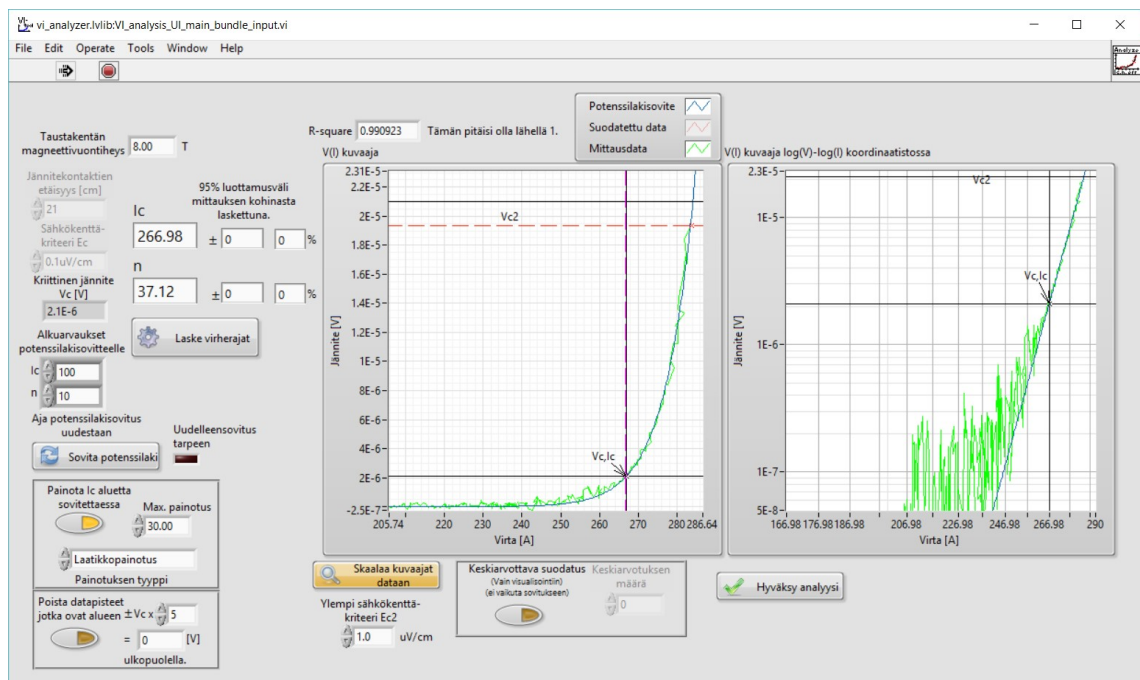 vi_analyzer.lvlib:VI_analysis_UI_main_bundle_input.vi
File Edit Operate Tools Window Help
Taustakentän
magneettivuontiheys 8.00 T
Jännitekontaktien
etäisyys [cm]
21
Sähkökenttä-
kriteeri Ec
0.1uV/cm
Kriittinen jännite
Vc [V]
2.1E-6
Alkuarvaukset
potenssilakisovitteelle
Ic 100
n 10
Aja potenssilakisovitus
uudestaan
Sovita potenssilaki
Uudelleensovitus
tarpeen
95% luottamusväli
mittauksen kohinasta
laskettuna.
Ic
266.98 ± 0 0 %
n
37.12 ± 0 0 %
Laske virherajat
Painota Ic aluetta
sovitettaessa
Max. painotus
30.00
Laatikkopainotus
Painotuksen tyyppi
Poista datapisteet
jotka ovat alueen ±Vc x 5
= 0 [V]
ulkopuolella.
R-square 0.990923 Tämän pitäisi olla lähellä 1.
Potenssilakisovite
Suodatettu data
Mittausdata
V(I) kuvaaja
2.31E-5
2.2E-5
2E-5
1.8E-5
1.6E-5
1.4E-5
1.2E-5
1E-5
8E-6
6E-6
4E-6
2E-6
-2.5E-7
Jännite [V]
Vc2
Vc,Ic
205.74 220 230 240 250 260 270 280 286.64
Virta [A]
V(I) kuvaaja log(V)-log(I) koordinaatistossa
2.3E-5
1E-5
1E-6
1E-7
5E-8
Jännite [V]
Vc2
Vc,Ic
166.98 176.98 186.98 206.98 226.98 246.98 266.98 290
Virta [A]
Skaalaa kuvaajat
dataan
Ylempi sähkökenttä-
kriteeri Ec2
1.0 uV/cm
Keskiarvottava suodatus
(Vain visualisointiin)
(ei vaikuta sovitukseen)
Keskiarvotuksen
määrä
0
Hyväksy analyysi